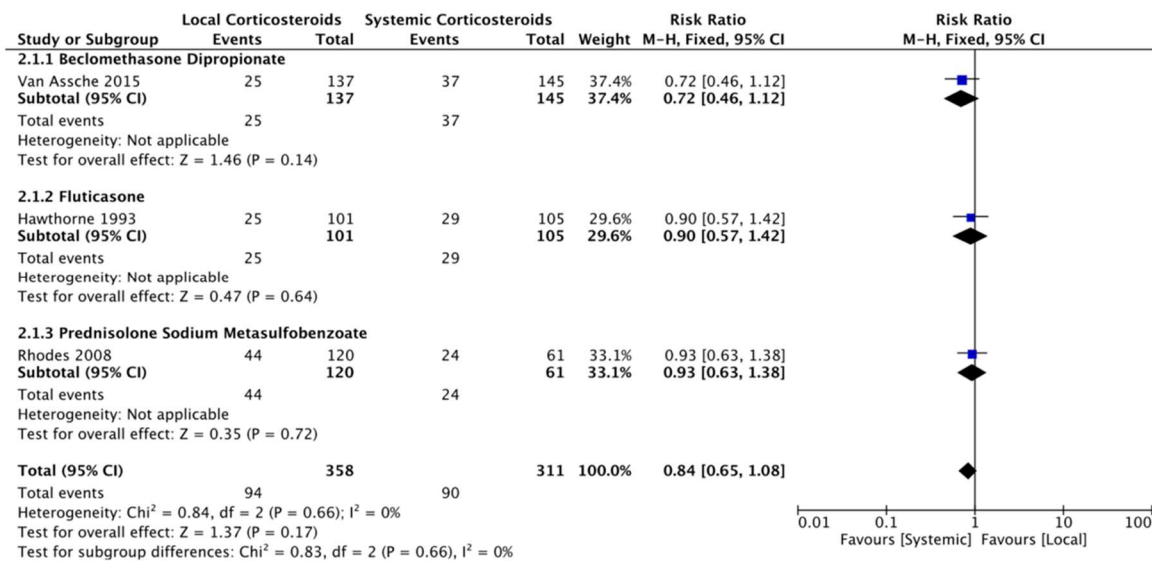 Local Corticosteroids Systemic Corticosteroids Risk Ratio Risk Ratio
Study or Subgroup Events Total Events Total Weight M-H, Fixed, 95% CI M-H, Fixed, 95% CI
2.1.1 Beclomethasone Dipropionate
Van Assche 2015 25 137 37 145 37.4% 0.72 [0.46, 1.12]
Subtotal (95% CI) 137 145 37.4% 0.72 [0.46, 1.12]
Total events 25 37
Heterogeneity: Not applicable
Test for overall effect: Z = 1.46 (P = 0.14)
2.1.2 Fluticasone
Hawthorne 1993 25 101 29 105 29.6% 0.90 [0.57, 1.42]
Subtotal (95% CI) 101 105 29.6% 0.90 [0.57, 1.42]
Total events 25 29
Heterogeneity: Not applicable
Test for overall effect: Z = 0.47 (P = 0.64)
2.1.3 Prednisolone Sodium Metasulfobenzoate
Rhodes 2008 44 120 24 61 33.1% 0.93 [0.63, 1.38]
Subtotal (95% CI) 120 61 33.1% 0.93 [0.63, 1.38]
Total events 44 24
Heterogeneity: Not applicable
Test for overall effect: Z = 0.35 (P = 0.72)
Total (95% CI) 358 311 100.0% 0.84 [0.65, 1.08]
Total events 94 90
Heterogeneity: Chi² = 0.84, df = 2 (P = 0.66); I² = 0%
Test for overall effect: Z = 1.37 (P = 0.17)
Test for subgroup differences: Chi² = 0.83, df = 2 (P = 0.66), I² = 0%
0.01 0.1 1 10 100
Favours [Systemic] Favours [Local]